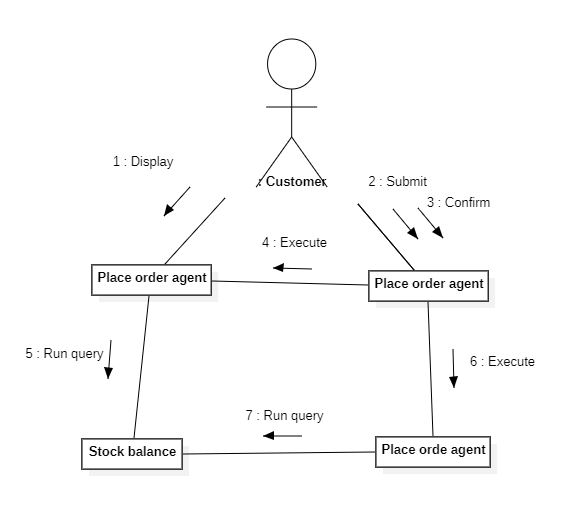 1 : Display
: Customer
2 : Submit
3 : Confirm
4 : Execute
Place order agent
Place order agent
5 : Run query
6 : Execute
7 : Run query
Stock balance
Place orde agent